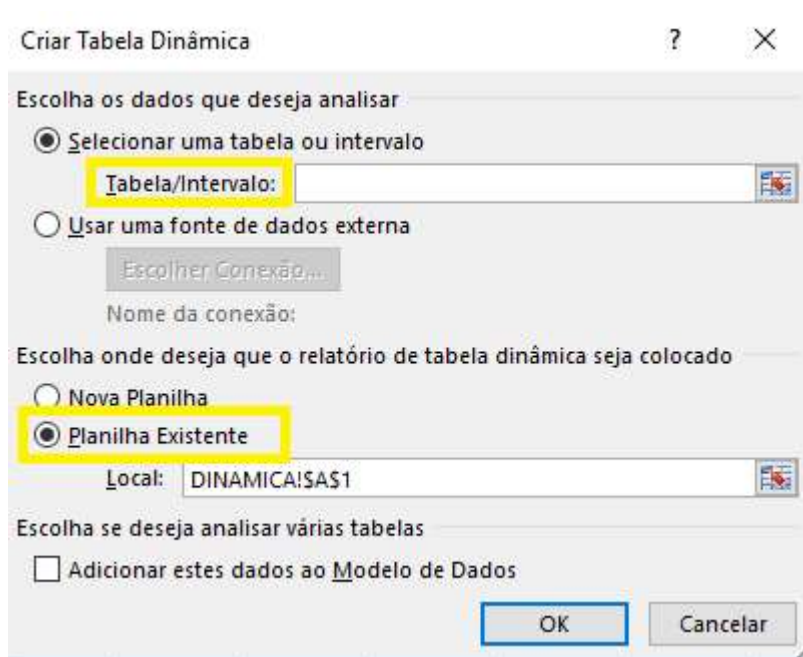 Criar Tabela Dinâmica ?
Escolha os dados que deseja analisar
Selecionar uma tabela ou intervalo
Tabela/Intervalo:
Usar uma fonte de dados externa
Escolher Conexão...
Nome da conexão:
Escolha onde deseja que o relatório de tabela dinâmica seja colocado
Nova Planilha
Planilha Existente
Local: DINAMICA!$A$1
Escolha se deseja analisar várias tabelas
Adicionar estes dados ao Modelo de Dados
OK Cancelar